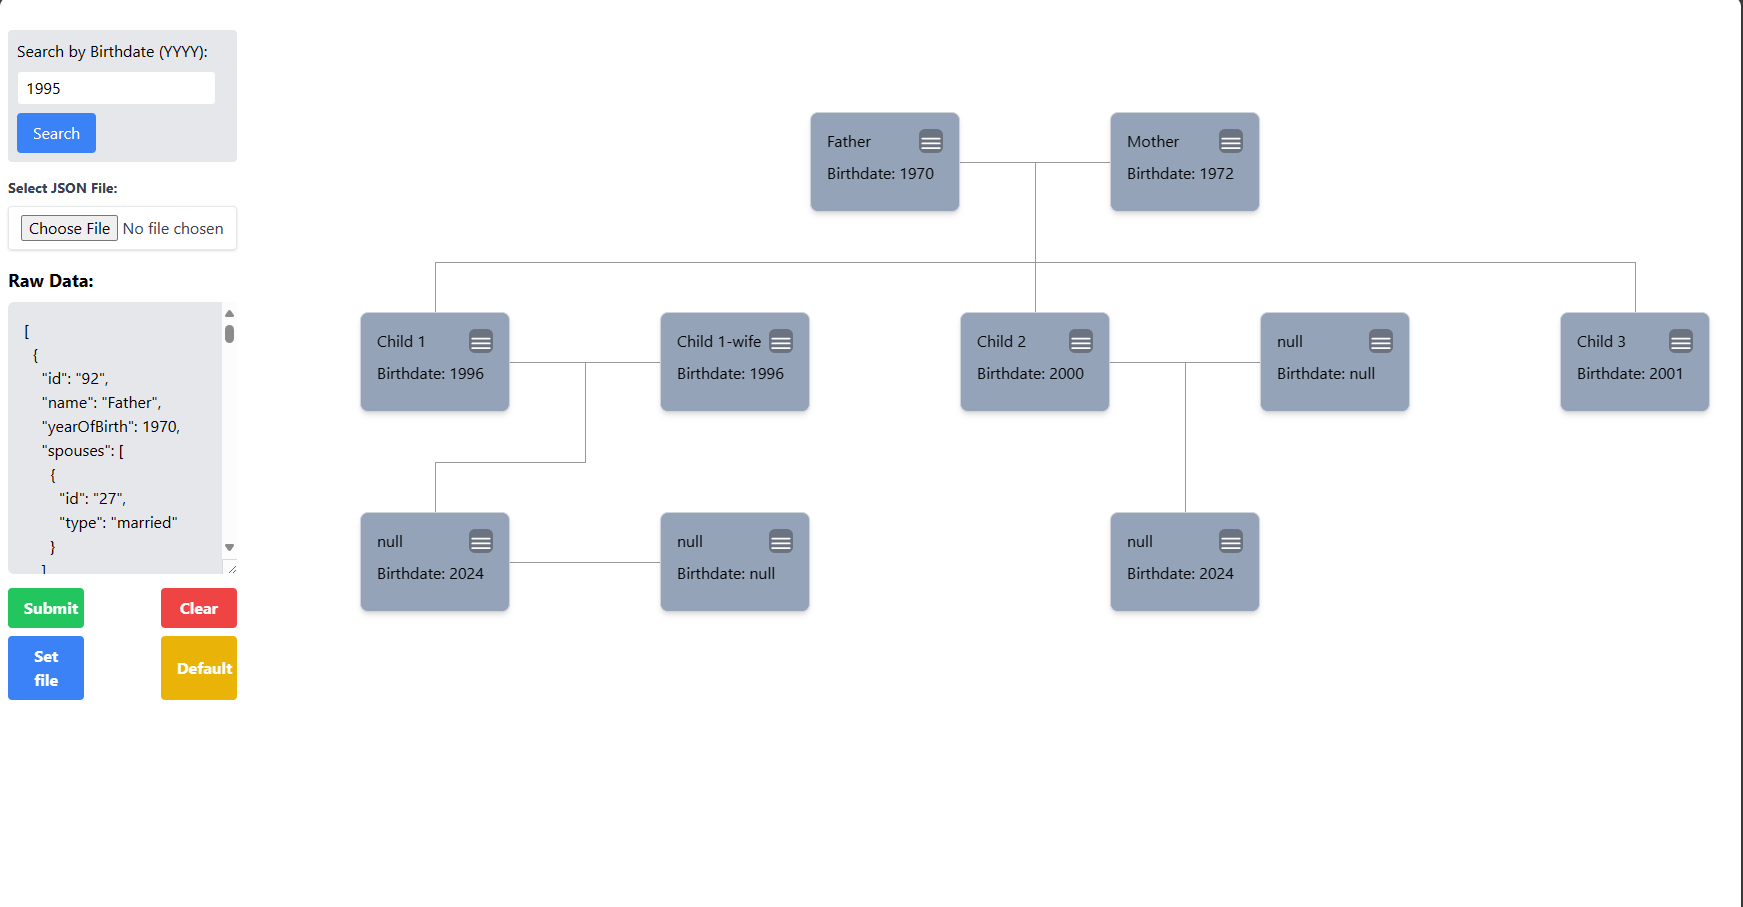 Search by Birthdate (YYYY):
1995
Search
Select JSON File:
Choose File No file chosen
Raw Data:
[
{
"id": "92",
"name": "Father",
"yearOfBirth": 1970,
"spouses": [
{
"id": "27",
"type": "married"
}
]
Submit
Clear
Set
file
Default
Father
Birthdate: 1970
Mother
Birthdate: 1972
Child 1
Birthdate: 1996
Child 1-wife
Birthdate: 1996
Child 2
Birthdate: 2000
null
Birthdate: null
Child 3
Birthdate: 2001
null
Birthdate: 2024
null
Birthdate: null
null
Birthdate: 2024